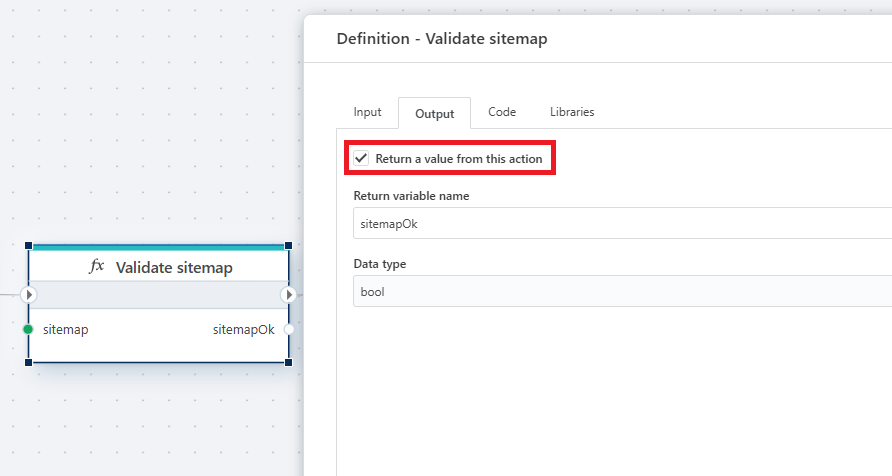 Definition - Validate sitemap
Input Output Code Libraries
Return a value from this action
Return variable name
sitemapOk
Data type
bool
fx Validate sitemap
sitemap sitemapOk